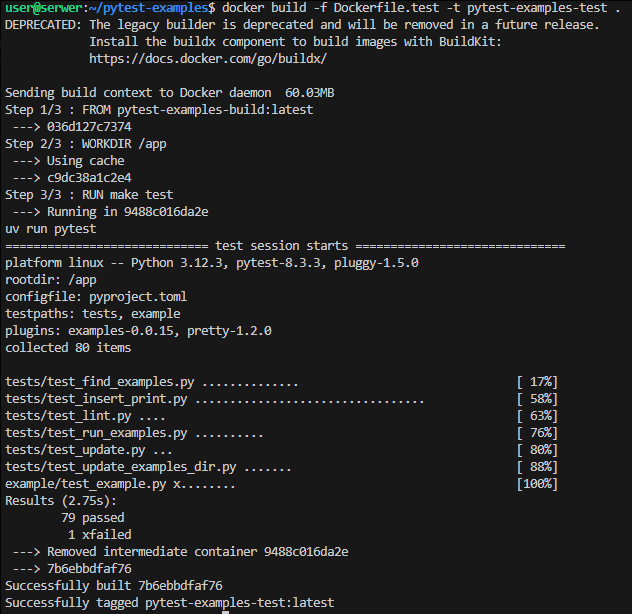 user@serwer:~/pytest-examples$ docker build -f Dockerfile.test -t pytest-examples-test .
DEPRECATED: The legacy builder is deprecated and will be removed in a future release.
            Install the buildx component to build images with BuildKit:
            https://docs.docker.com/go/buildx/

Sending build context to Docker daemon  60.03MB
Step 1/3 : FROM pytest-examples-build:latest
 ---> 036d127c7374
Step 2/3 : WORKDIR /app
 ---> Using cache
 ---> c9dc38a1c2e4
Step 3/3 : RUN make test
 ---> Running in 9488c016da2e
uv run pytest
============================= test session starts ==============================
platform linux -- Python 3.12.3, pytest-8.3.3, pluggy-1.5.0
rootdir: /app
configfile: pyproject.toml
testpaths: tests, example
plugins: examples-0.0.15, pretty-1.2.0
collected 80 items

tests/test_find_examples.py ..............                               [ 17%]
tests/test_insert_print.py .................................             [ 58%]
tests/test_lint.py ....                                                  [ 63%]
tests/test_run_examples.py ..........                                    [ 76%]
tests/test_update.py ...                                                 [ 80%]
tests/test_update_examples_dir.py .......                                [ 88%]
example/test_example.py x........                                        [100%]
Results (2.75s):
        79 passed
         1 xfailed
 ---> Removed intermediate container 9488c016da2e
 ---> 7b6ebbdfaf76
Successfully built 7b6ebbdfaf76
Successfully tagged pytest-examples-test:latest